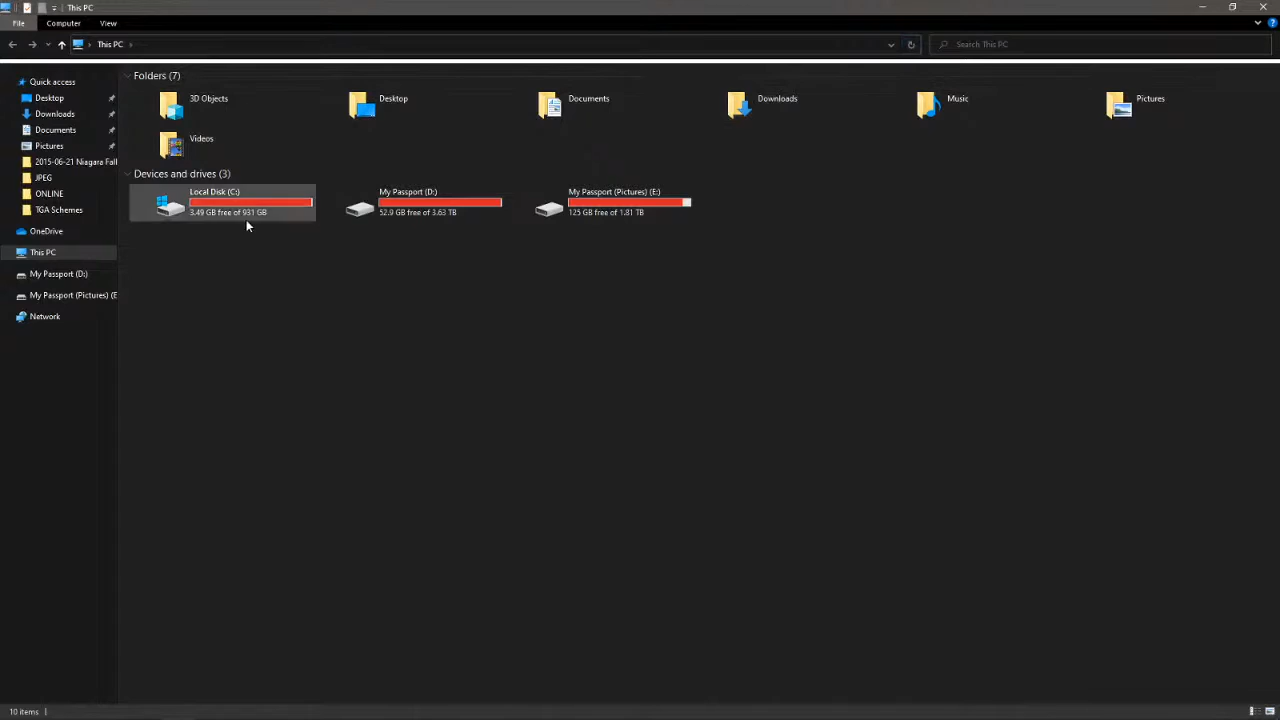 This PC
File Computer View
This PC
Search This PC
Quick access
Desktop
Downloads
Documents
Pictures
2015-06-21 Niagara Fall
JPEG
ONLINE
TGA Schemes
OneDrive
This PC
My Passport (D:)
My Passport (Pictures) (E
Network
Folders (7)
3D Objects
Desktop
Documents
Downloads
Music
Pictures
Videos
Devices and drives (3)
Local Disk (C:)
3.49 GB free of 931 GB
My Passport (D:)
52.9 GB free of 3.63 TB
My Passport (Pictures) (E:)
125 GB free of 1.81 TB
10 items